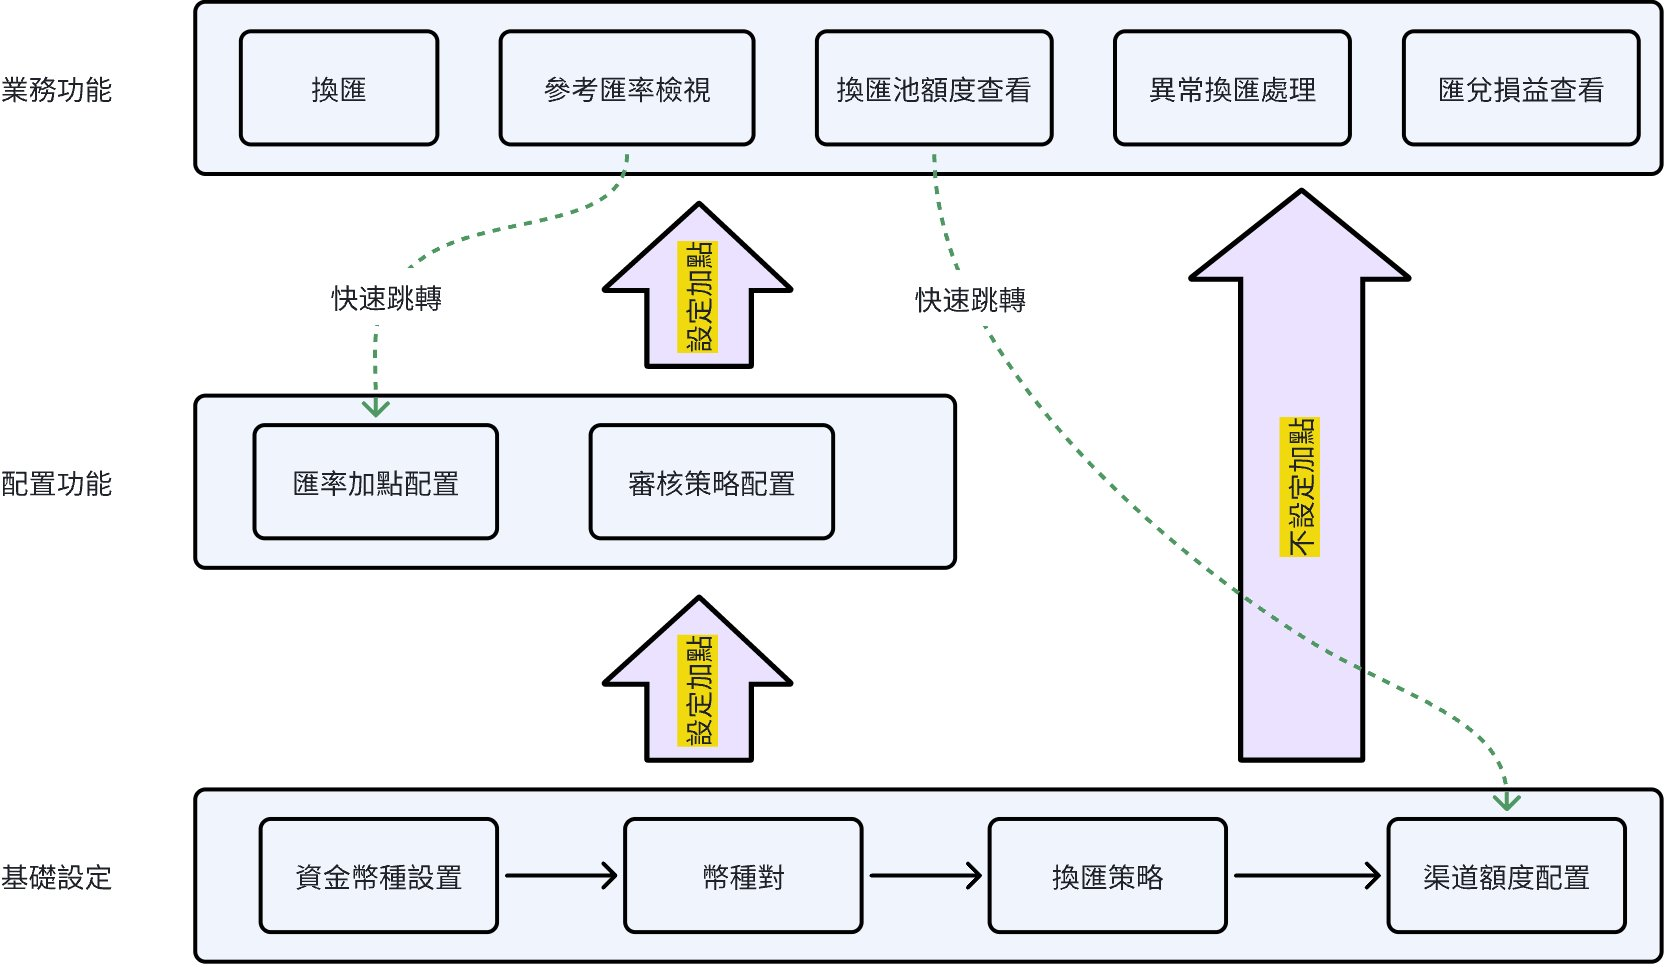 業務功能
換匯
參考匯率檢視
換匯池額度查看
異常換匯處理
匯兌損益查看
設定加點
快速跳轉
快速跳轉
不設定加點
配置功能
匯率加點配置
審核策略配置
設定加點
基礎設定
資金幣種設置
幣種對
換匯策略
渠道額度配置